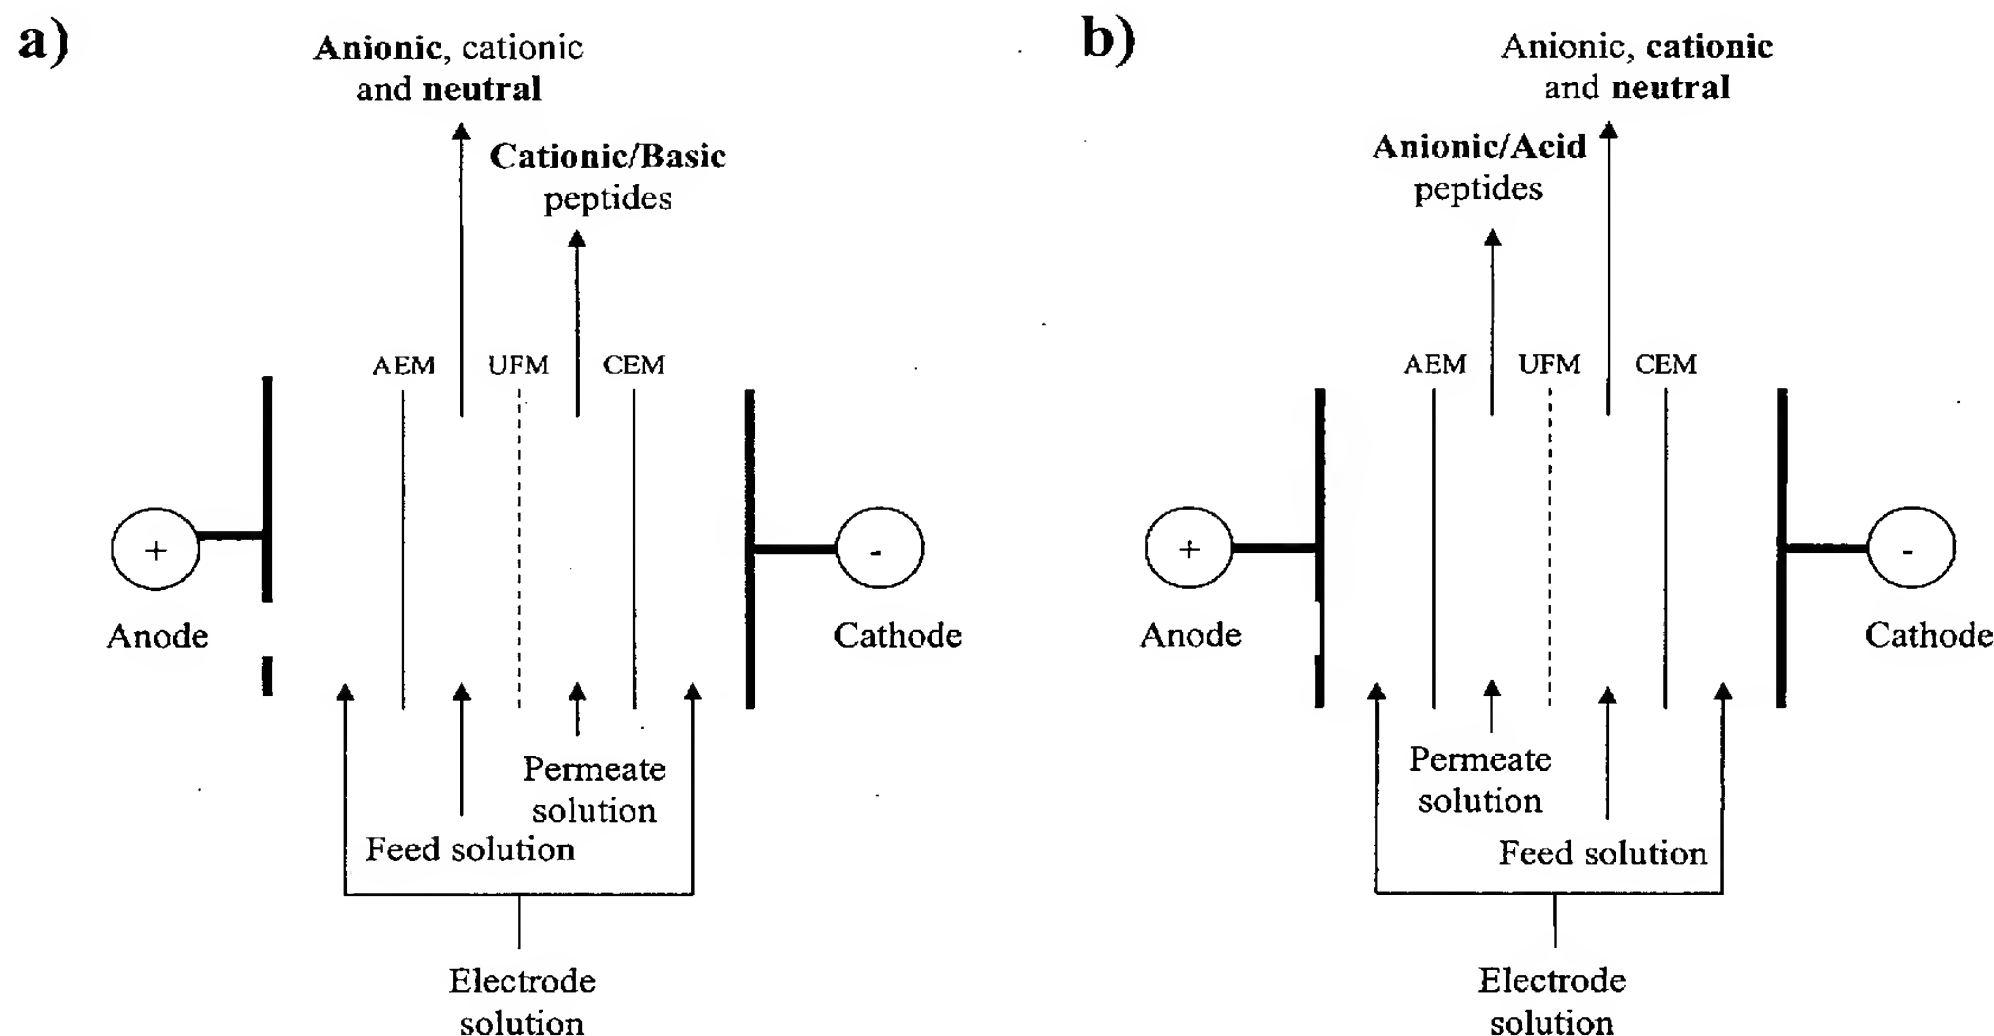 a)
Anionic, cationic
and neutral
Cationic/Basic
peptides
AEM
UFM
CEM
+
-
Anode
Cathode
Permeate
solution
Feed solution
Electrode
solution
b)
Anionic, cationic
and neutral
Anionic/Acid
peptides
AEM
UFM
CEM
+
-
Anode
Cathode
Permeate
solution
Feed solution
Electrode
solution